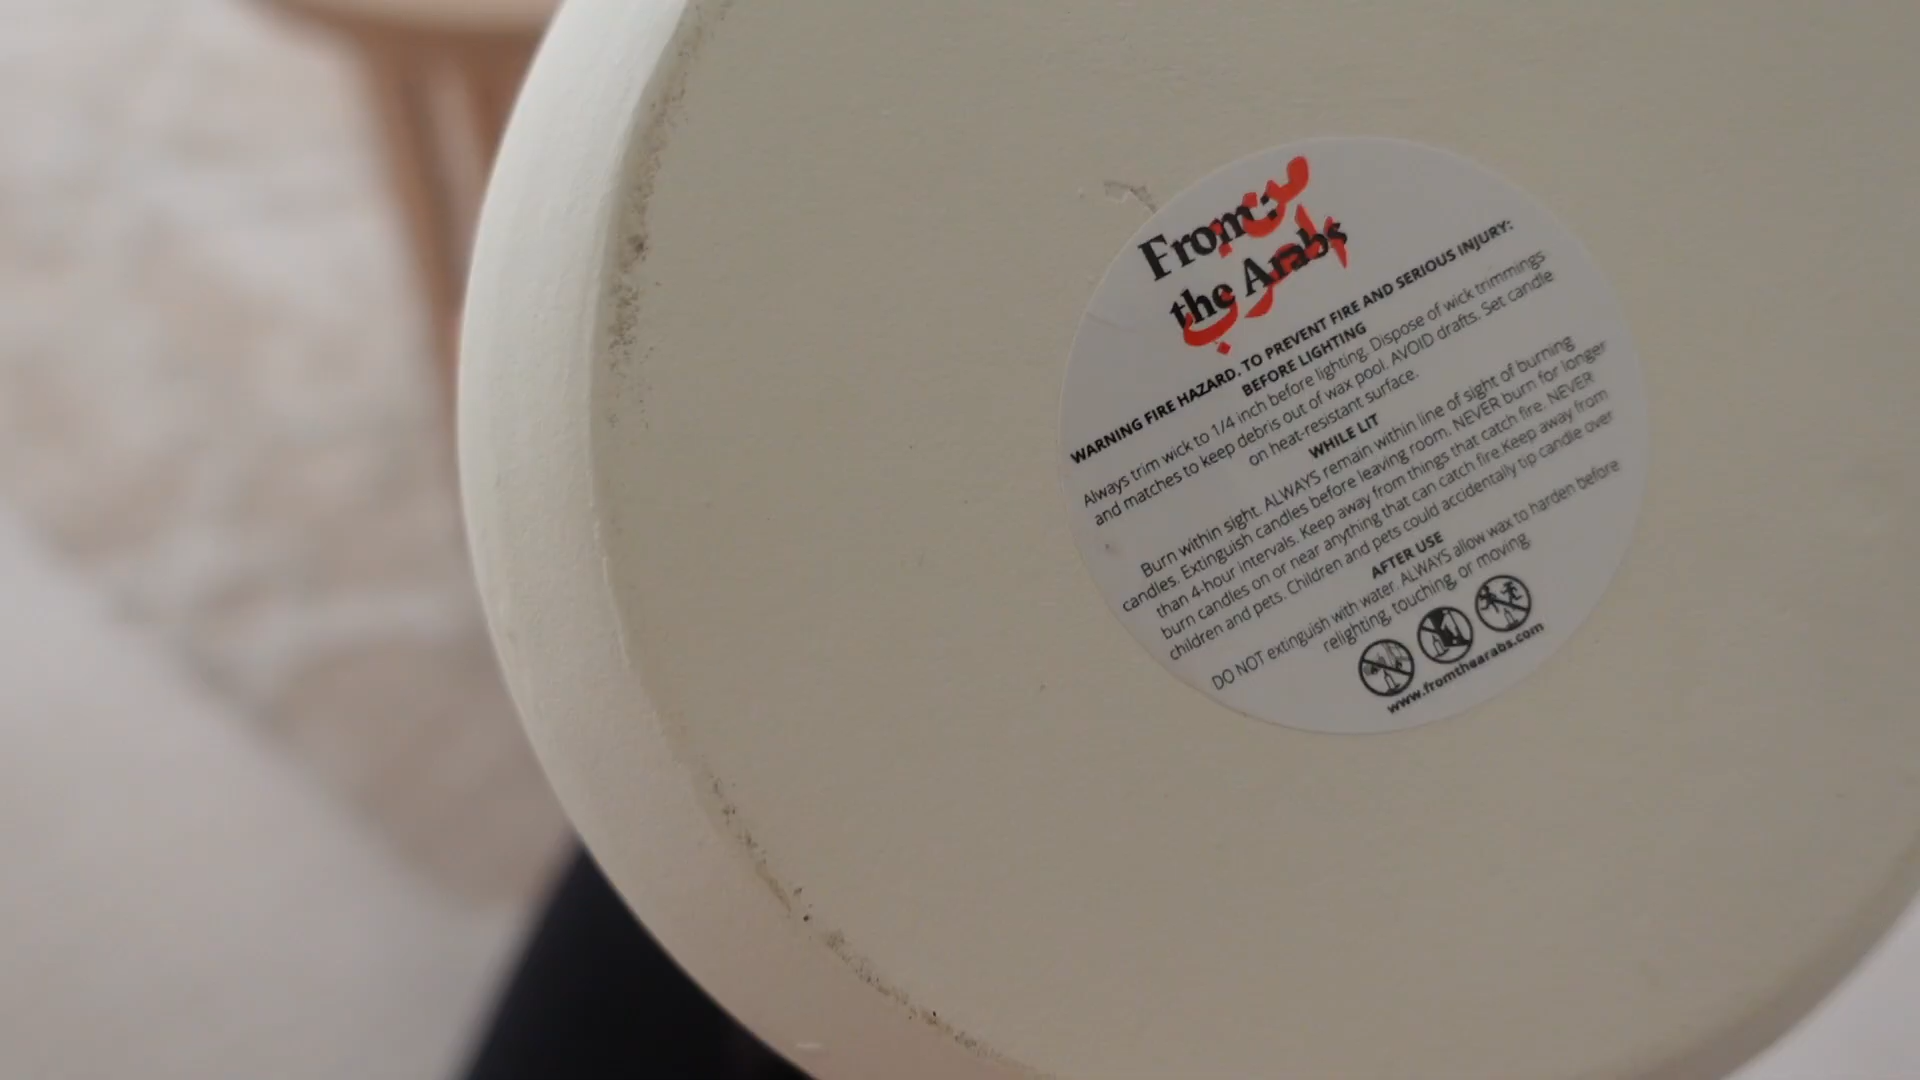 From:
من
the Arabs
العرب
WARNING FIRE HAZARD, TO PREVENT FIRE AND SERIOUS INJURY:
BEFORE LIGHTING
Always trim wick to 1/4 inch before lighting. Dispose of wick trimmings
and matches to keep debris out of wax pool. AVOID drafts. Set candle
on heat-resistant surface.
WHILE LIT
Burn within sight. ALWAYS remain within line of sight of burning
candles. Extinguish candles before leaving room. NEVER burn for longer
than 4-hour intervals. Keep away from things that catch fire. NEVER
burn candles on or near anything that can catch fire.Keep away from
children and pets. Children and pets could accidentally tip candle over
AFTER USE
DO NOT extinguish with water. ALWAYS allow wax to harden before
relighting, touching, or moving
www.fromthearabs.com